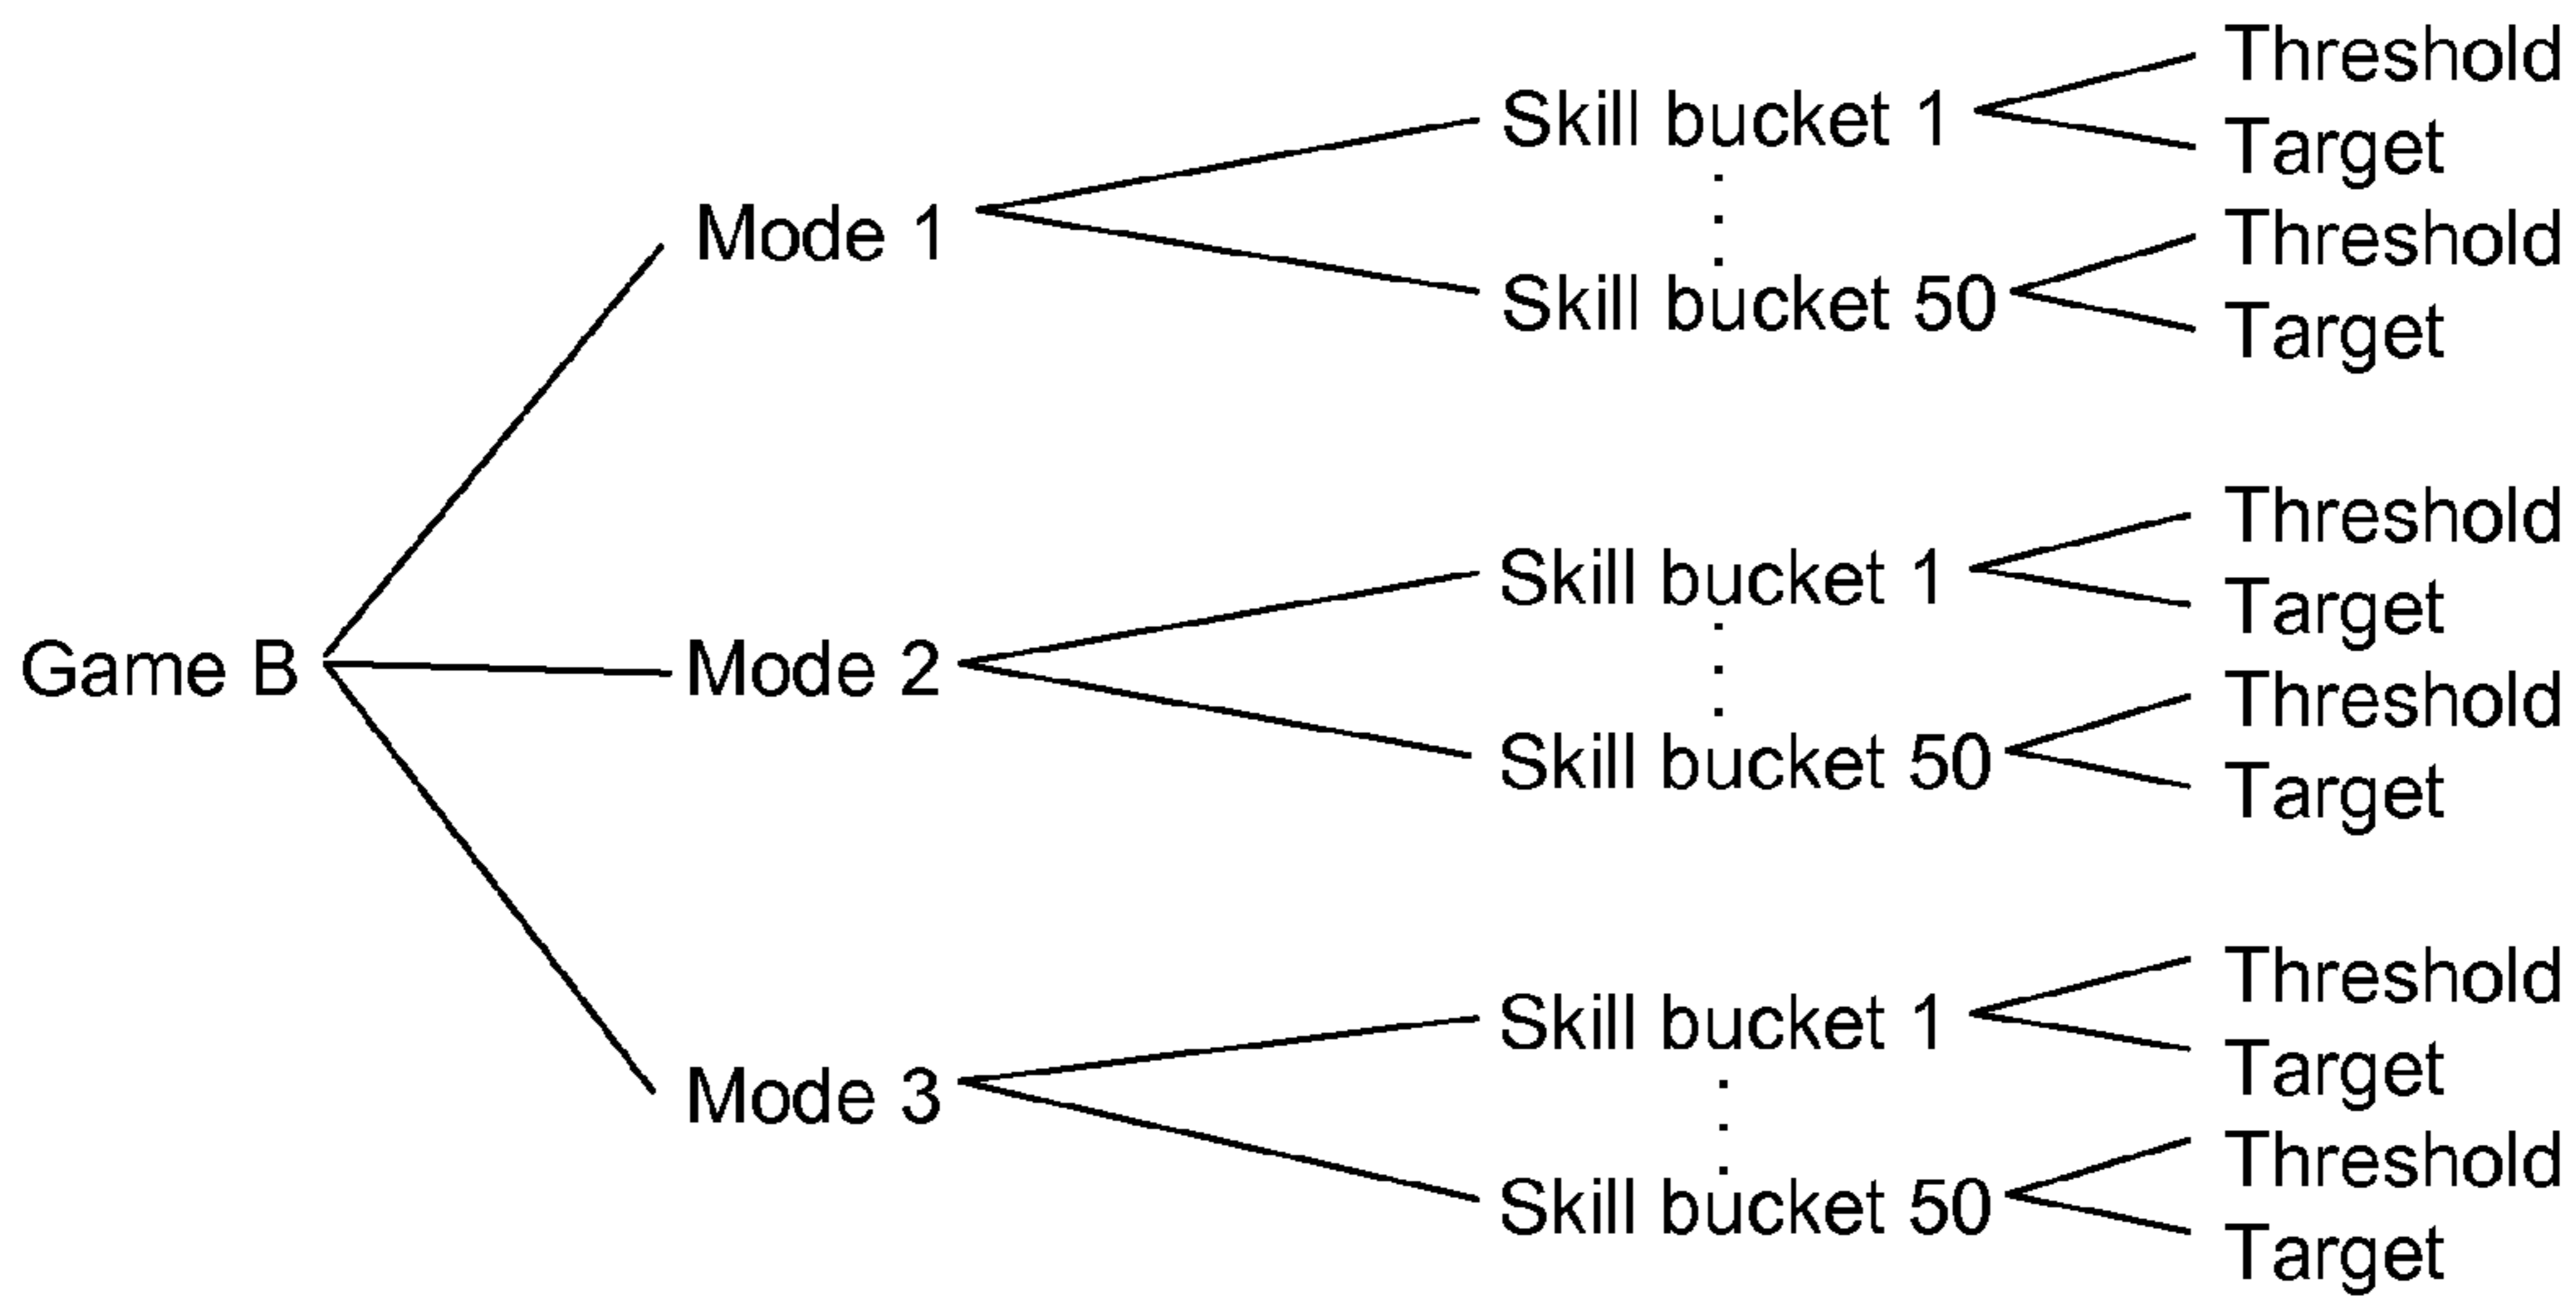 Game B
Mode 1
Skill bucket 1
Threshold
Target
Skill bucket 50
Threshold
Target
Mode 2
Skill bucket 1
Threshold
Target
Skill bucket 50
Threshold
Target
Mode 3
Skill bucket 1
Threshold
Target
Skill bucket 50
Threshold
Target